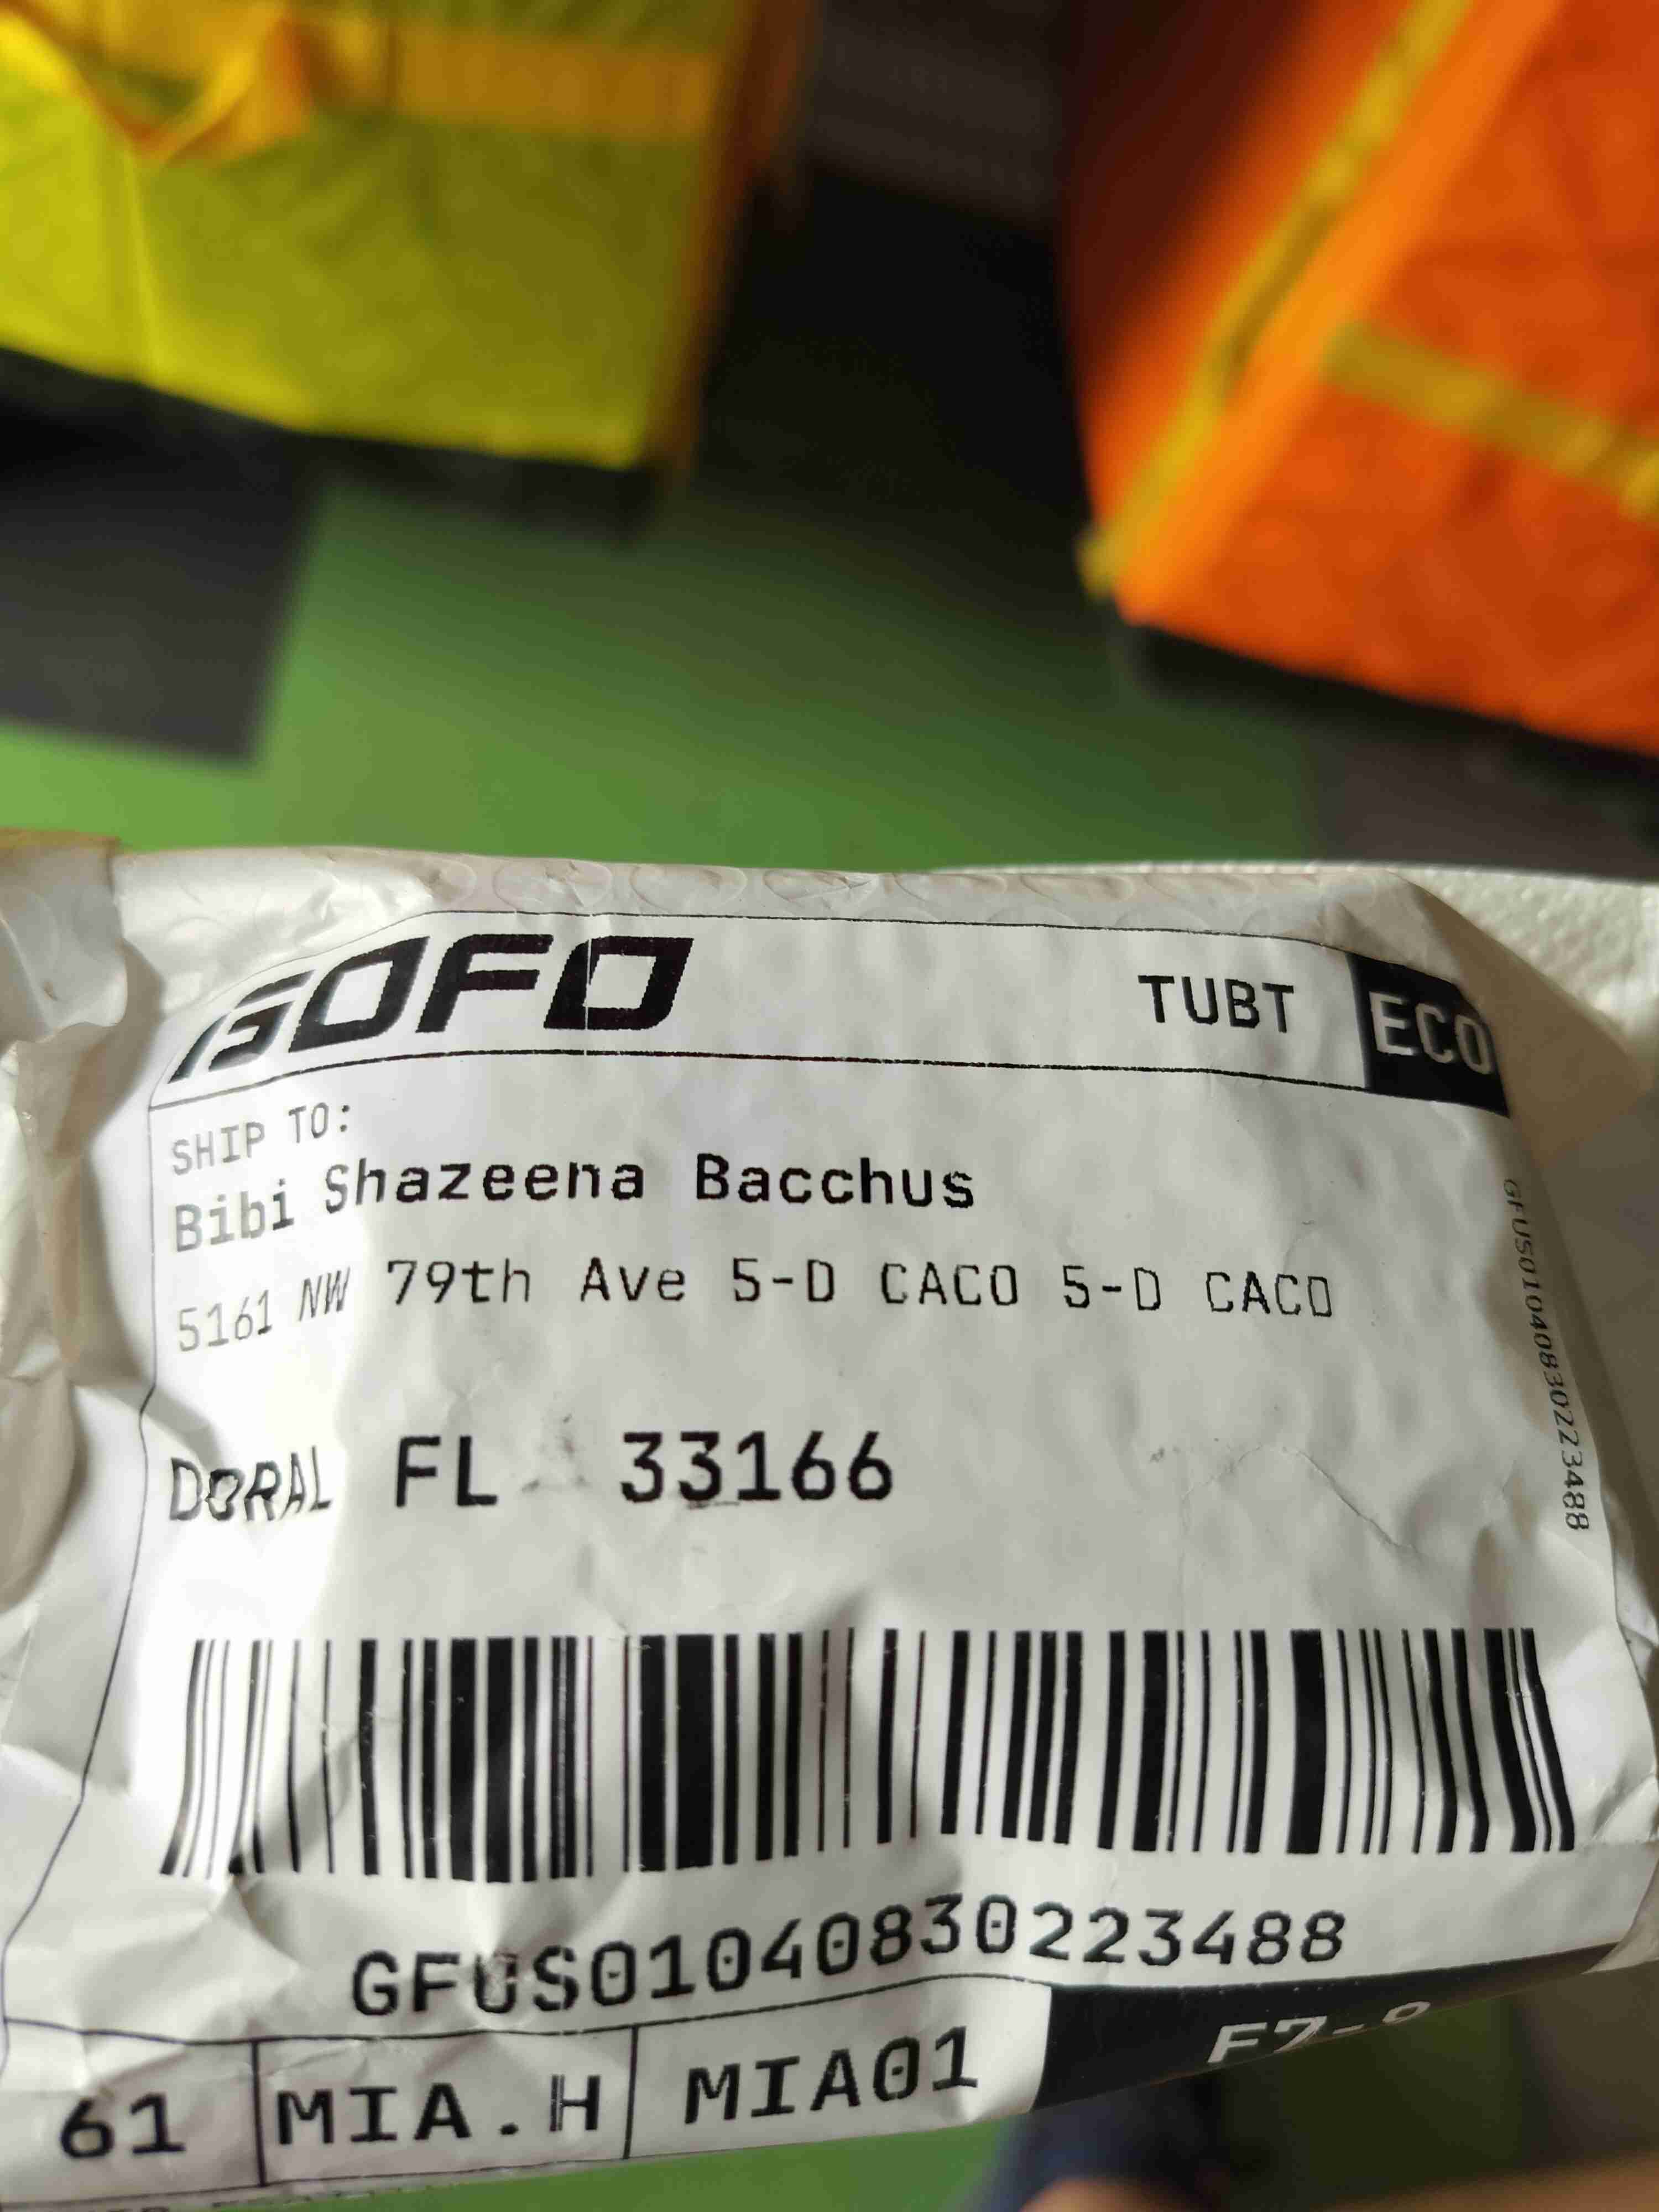 GOFO TUBT ECO
SHIP TO:
Bibi Shazeena Bacchus
5161 NW 79th Ave 5-D CACO 5-D CACO
DORAL FL 33166
GFUS01040830223488
GFUS01040830223488
61 MIA.H MIA01